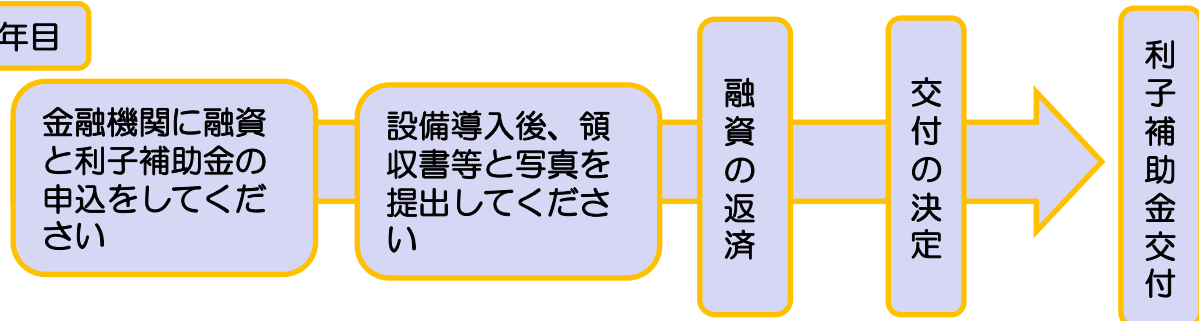 年目
金融機関に融資
と利子補助金の
申込をしてくだ
さい
設備導入後、領
収書等と写真を
提出してくださ
い
融資の返済
交付の決定
利子補助金交付